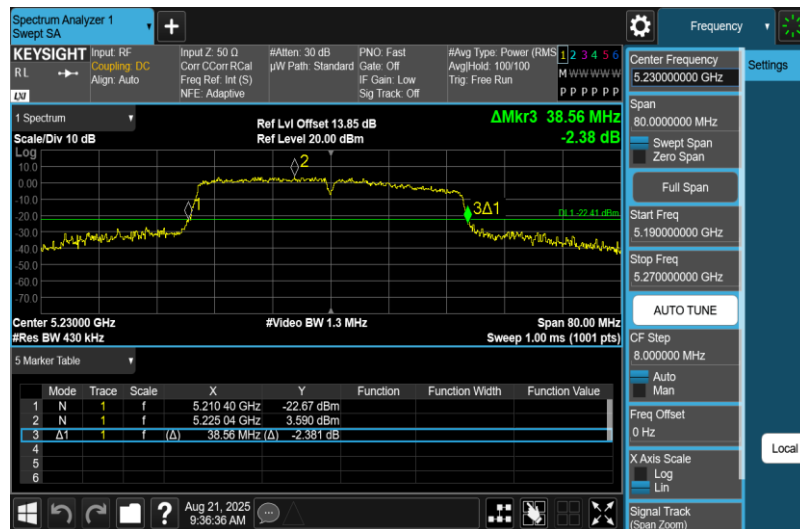 Spectrum Analyzer 1
Swept SA
+
Frequency
KEYSIGHT
RL
LXI
Input: RF
Coupling: DC
Align: Auto
Input Z: 50 Ω
Corr CCorr RCal
Freq Ref: Int (S)
NFE: Adaptive
#Atten: 30 dB
µW Path: Standard
PNO: Fast
Gate: Off
IF Gain: Low
Sig Track: Off
#Avg Type: Power (RMS
Avg|Hold: 100/100
Trig: Free Run
1 2 3 4 5 6
M W W W W W
P P P P P P
Center Frequency
5.230000000 GHz
Settings
Span
80.0000000 MHz
Swept Span
Zero Span
Full Span
Start Freq
5.190000000 GHz
Stop Freq
5.270000000 GHz
AUTO TUNE
CF Step
8.000000 MHz
Auto
Man
Freq Offset
0 Hz
X Axis Scale
Log
Lin
Local
Signal Track
(Span Zoom)
1 Spectrum
Scale/Div 10 dB
Ref Lvl Offset 13.85 dB
Ref Level 20.00 dBm
ΔMkr3 38.56 MHz
-2.38 dB
Log
10.0
0.00
-10.0
-20.0
-30.0
-40.0
-50.0
-60.0
-70.0
2
1
3Δ1
DL1 -22.41 dBm
Center 5.23000 GHz
#Video BW 1.3 MHz
Span 80.00 MHz
#Res BW 430 kHz
Sweep 1.00 ms (1001 pts)
5 Marker Table
Mode Trace Scale X Y Function Function Width Function Value
1 N 1 f 5.210 40 GHz -22.67 dBm
2 N 1 f 5.225 04 GHz 3.590 dBm
3 Δ1 1 f (Δ) 38.56 MHz (Δ) -2.381 dB
4
5
6
?
Aug 21, 2025
9:36:36 AM